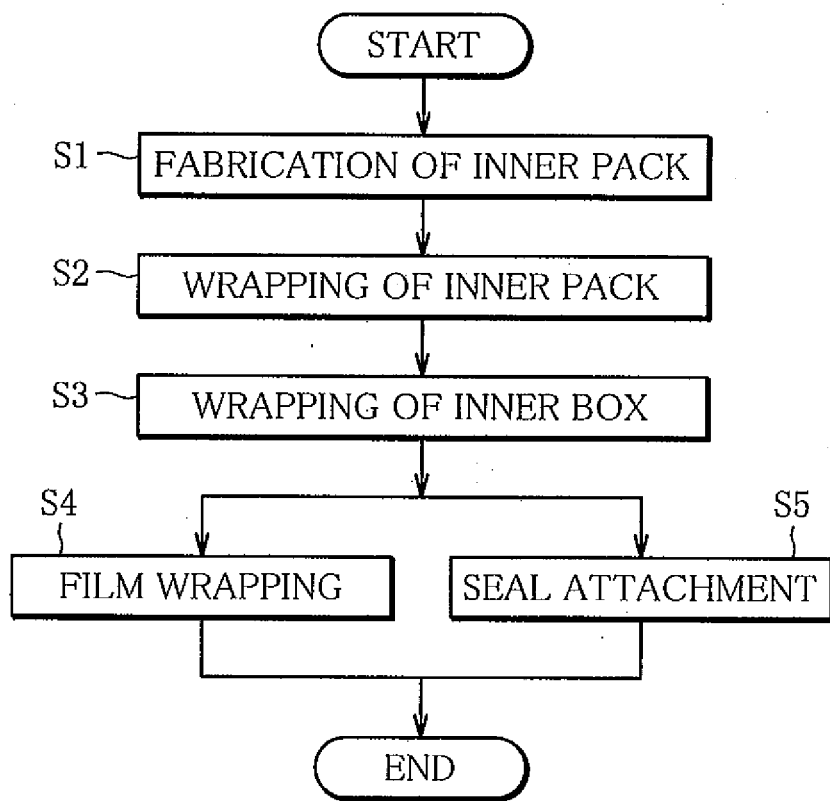 START
S1
FABRICATION OF INNER PACK
S2
WRAPPING OF INNER PACK
S3
WRAPPING OF INNER BOX
S4
S5
FILM WRAPPING
SEAL ATTACHMENT
END